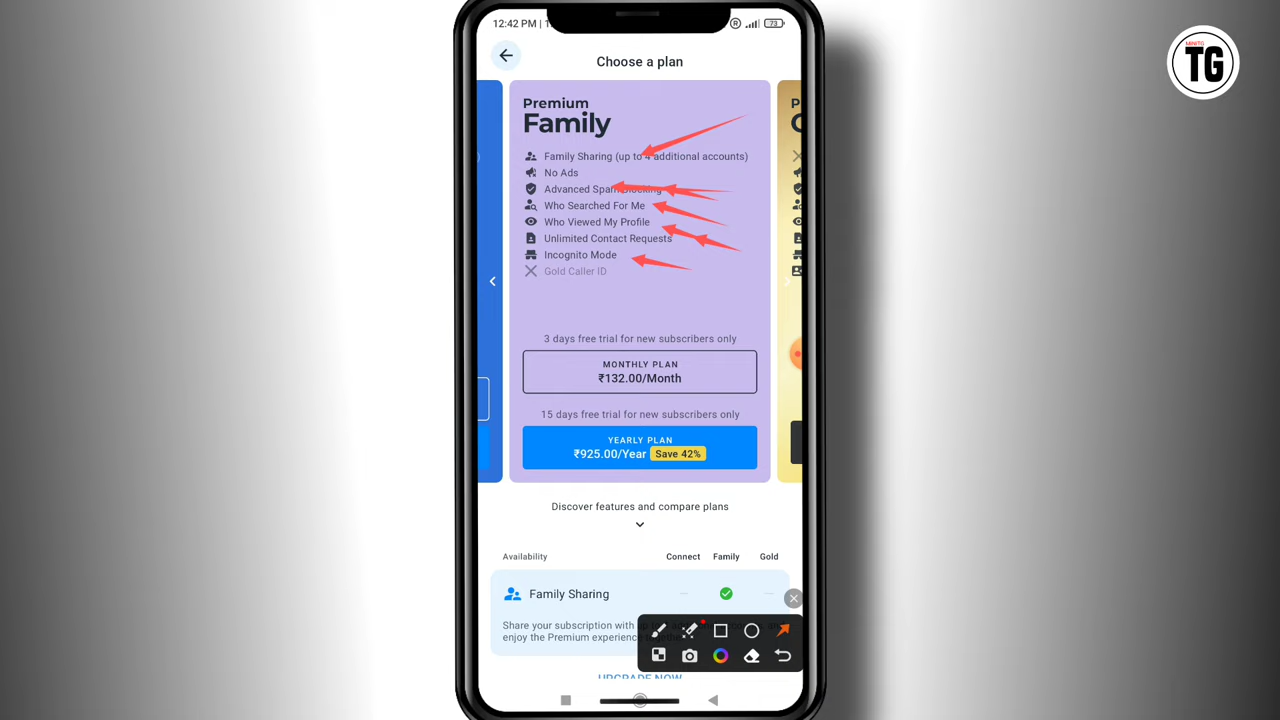 12:42 PM | 1
R
73
MINITG
TG
Choose a plan
Premium
Family
Family Sharing (up to 4 additional accounts)
No Ads
Advanced Spam Blocking
Who Searched For Me
Who Viewed My Profile
Unlimited Contact Requests
Incognito Mode
Gold Caller ID
3 days free trial for new subscribers only
MONTHLY PLAN
₹132.00/Month
15 days free trial for new subscribers only
YEARLY PLAN
₹925.00/Year Save 42%
Discover features and compare plans
Availability Connect Family Gold
Family Sharing
Share your subscription with
enjoy the Premium experience
UPGRADE NOW